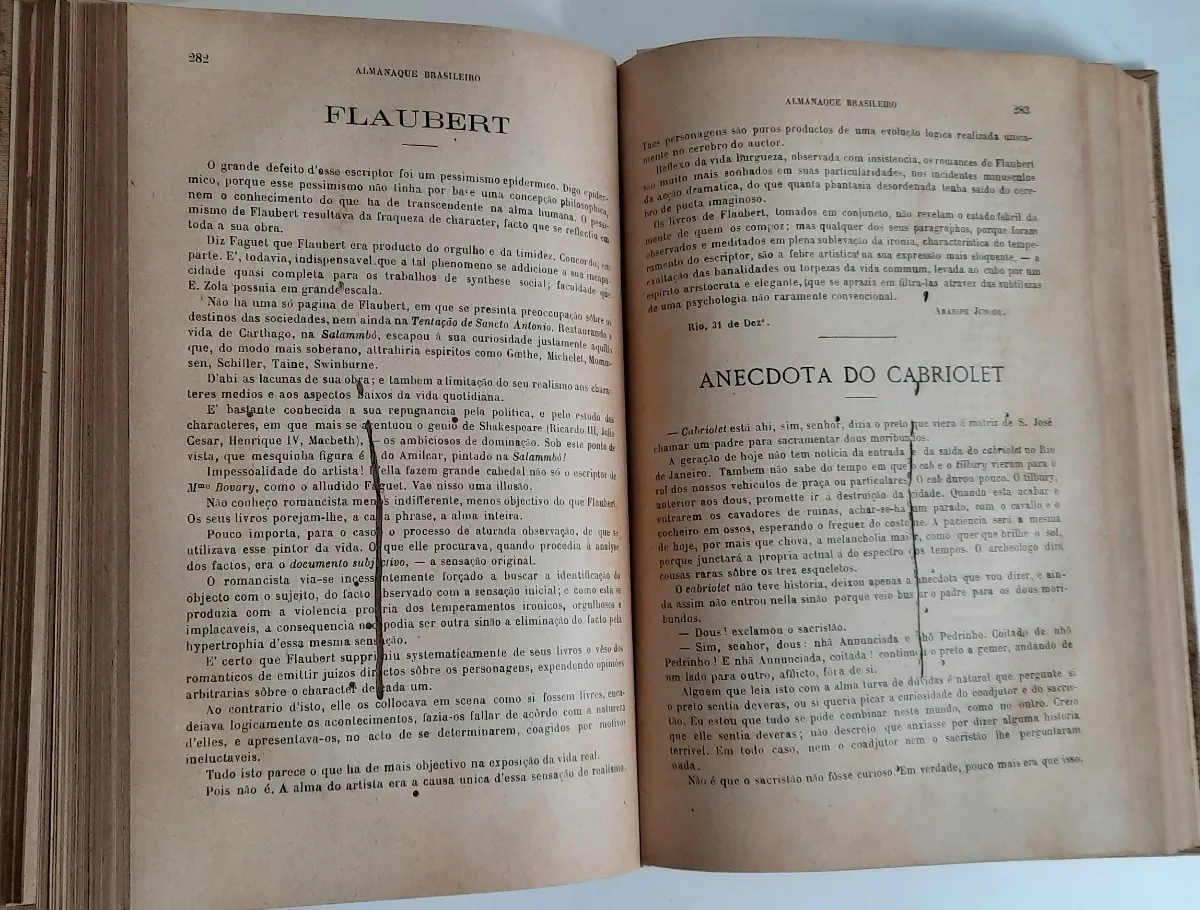 282
ALMANAQUE BRASILEIRO
FLAUBERT
O grande defeito d'esse escriptor foi um pessimismo epidermico. Digo epider-
mico, porque esse pessimismo não tinha por base uma concepção philosophica,
nem o conhecimento do que ha de transcendente na alma humana. O pessi-
mismo de Flaubert resultava da fraqueza de character, facto que se reflectia em
toda a sua obra.
Diz Faguet que Flaubert éra producto do orgulho e da timidez. Concordo, em
parte. E', todavia, indispensavel que a tal phenomeno se addicione a sua incapa-
cidade quasi completa para os trabalhos de synthese social; faculdade que
E. Zola possuia em grande escala.
Não ha uma só pagina de Flaubert, em que se presinta preoccupação sôbre os
destinos das sociedades, nem ainda na Tentação de Sancto Antonio. Restaurando a
vida de Carthago, na Salammbô, escapou á sua curiosidade justamente aquillo
que, do modo mais soberano, attrahiria espiritos como Gœthe, Michelet, Momm-
sen, Schiller, Taine, Swinburne.
D'ahi as lacunas de sua obra; e tambem a limitação do seu realismo aos chara-
teres medios e aos aspectos baixos da vida quotidiana.
E' bastante conhecida a sua repugnancia pela politica, e pelo estudo dos
characteres, em que mais se accentuou o genio de Shakespeare (Ricardo III, Julio
Cesar, Henrique IV, Macbeth), — os ambiciosos de dominação. Sob este ponto de
vista, que mesquinha figura é a do Amilcar, pintado na Salammbô!
Impessoalidade do artista! N'ella fazem grande cabedal não só o escriptor de
Mme Bovary, como o alludido Faguet. Vae nisso uma illusão.
Não conheço romancista menos indifferente, menos objectivo do que Flaubert.
Os seus livros porejam-lhe, a cada phrase, a alma inteira.
Pouco importa, para o caso, o processo de aturada observação, de que se
utilizava esse pintor da vida. O que elle procurava, quando procedia á analyse
dos factos, era o documento subjectivo, — a sensação original.
O romancista via-se incessantemente forçado a buscar a identificação do
objecto com o sujeito, do facto observado com a sensação inicial; e como esta se
produzia com a violencia propria dos temperamentos ironicos, orgulhosos e
implacaveis, a consequencia não podia ser outra sinão a eliminação do facto pela
hypertrophia d'essa mesma sensação.
E' certo que Flaubert supprimiu systematicamente de seus livros o vêso dos
romanticos de emittir juizos directos sôbre os personagens, expendendo opiniões
arbitrarias sôbre o character de cada um.
Ao contrario d'isto, elle os collocava em scena como si fossem livres, enca-
deiava logicamente os acontecimentos, fazia-os fallar de acôrdo com a natureza
d'elles, e apresentava-os, no acto de se determinarem, coagidos por motivos
ineluctaveis.
Tudo isto parece o que ha de mais objectivo na exposição da vida real.
Pois não é. A alma do artista era a causa unica d'essa sensação do realismo.
ALMANAQUE BRASILEIRO
283
Taes personagens são puros productos de uma evolução logica realizada unica-
mente no cerebro do auctor.
Reflexo da vida burgueza, observada com insistencia, os romances de Flaubert
são muito mais sonhados em suas particularidades, nos incidentes minusculos
da acção dramatica, do que quanta phantasia desordenada tenha saído do cere-
bro de poeta imaginoso.
Os livros de Flaubert, tomados em conjuncto, não revelam o estado febril da
mente de quem os compoz; mas qualquer dos seus paragraphos, porque foram
observados e meditados em plena sublevação da ironia, characteristica do tempe-
ramento do escriptor, são a febre artistica na sua expressão mais eloquente, — a
exultação das banalidades ou torpezas da vida commum, levada ao cabo por um
espirito aristocrata e elegante, que se aprazia em filtra-las atravez das subtilezas
de uma psychologia não raramente convencional.
ARARIPE JUNIOR.
Rio, 31 de Dezº.
ANECDOTA DO CABRIOLET
— Cabriolet está ahi, sim, senhor, dizia o preto que viera á matriz de S. José
chamar um padre para sacramentar dous moribundos.
A geração de hoje não tem noticia da entrada e da saída do cabriolet no Rio
de Janeiro. Tambem não sabe do tempo em que o cab e o tilbury vieram para o
rol dos nossos vehiculos de praça ou particulares. O cab durou pouco. O tilbury,
anterior aos dous, promette ir á destruição da cidade. Quando esta acabar e
entrarem os cavadores de ruinas, achar-se-ha um parado, com o cavallo e o
cocheiro em ossos, esperando o freguez do costume. A paciencia será a mesma
de hoje, por mais que chova, a melancholia maior, como quer que brilhe o sol,
porque junctará a propria actual á do espectro dos tempos. O archeologo dirá
cousas raras sôbre os trez esqueletos.
O cabriolet não teve historia, deixou apenas a anecdota que vou dizer, e ain-
da assim não entrou nella sinão porque veio buscar o padre para os dous mori-
bundos.
— Dous! exclamou o sacristão.
— Sim, senhor, dous: nhã Annunciada e nhô Pedrinho. Coitado de nhô
Pedrinho! E nhã Annunciada, coitada! continuou o preto a gemer, andando de
um lado para outro, afflicto, fóra de si.
Alguem que leia isto com a alma turva de dúvidas é natural que pergunte si
o preto sentia deveras, ou si queria picar a curiosidade do coadjutor e do sacris-
tão. Eu estou que tudo se póde combinar neste mundo, como no outro. Creio
que elle sentia deveras; não descreio que anxiasse por dizer alguma historia
terrivel. Em todo caso, nem o coadjutor nem o sacristão lhe perguntaram
nada.
Não é que o sacristão não fôsse curioso. Em verdade, pouco mais era que isso.